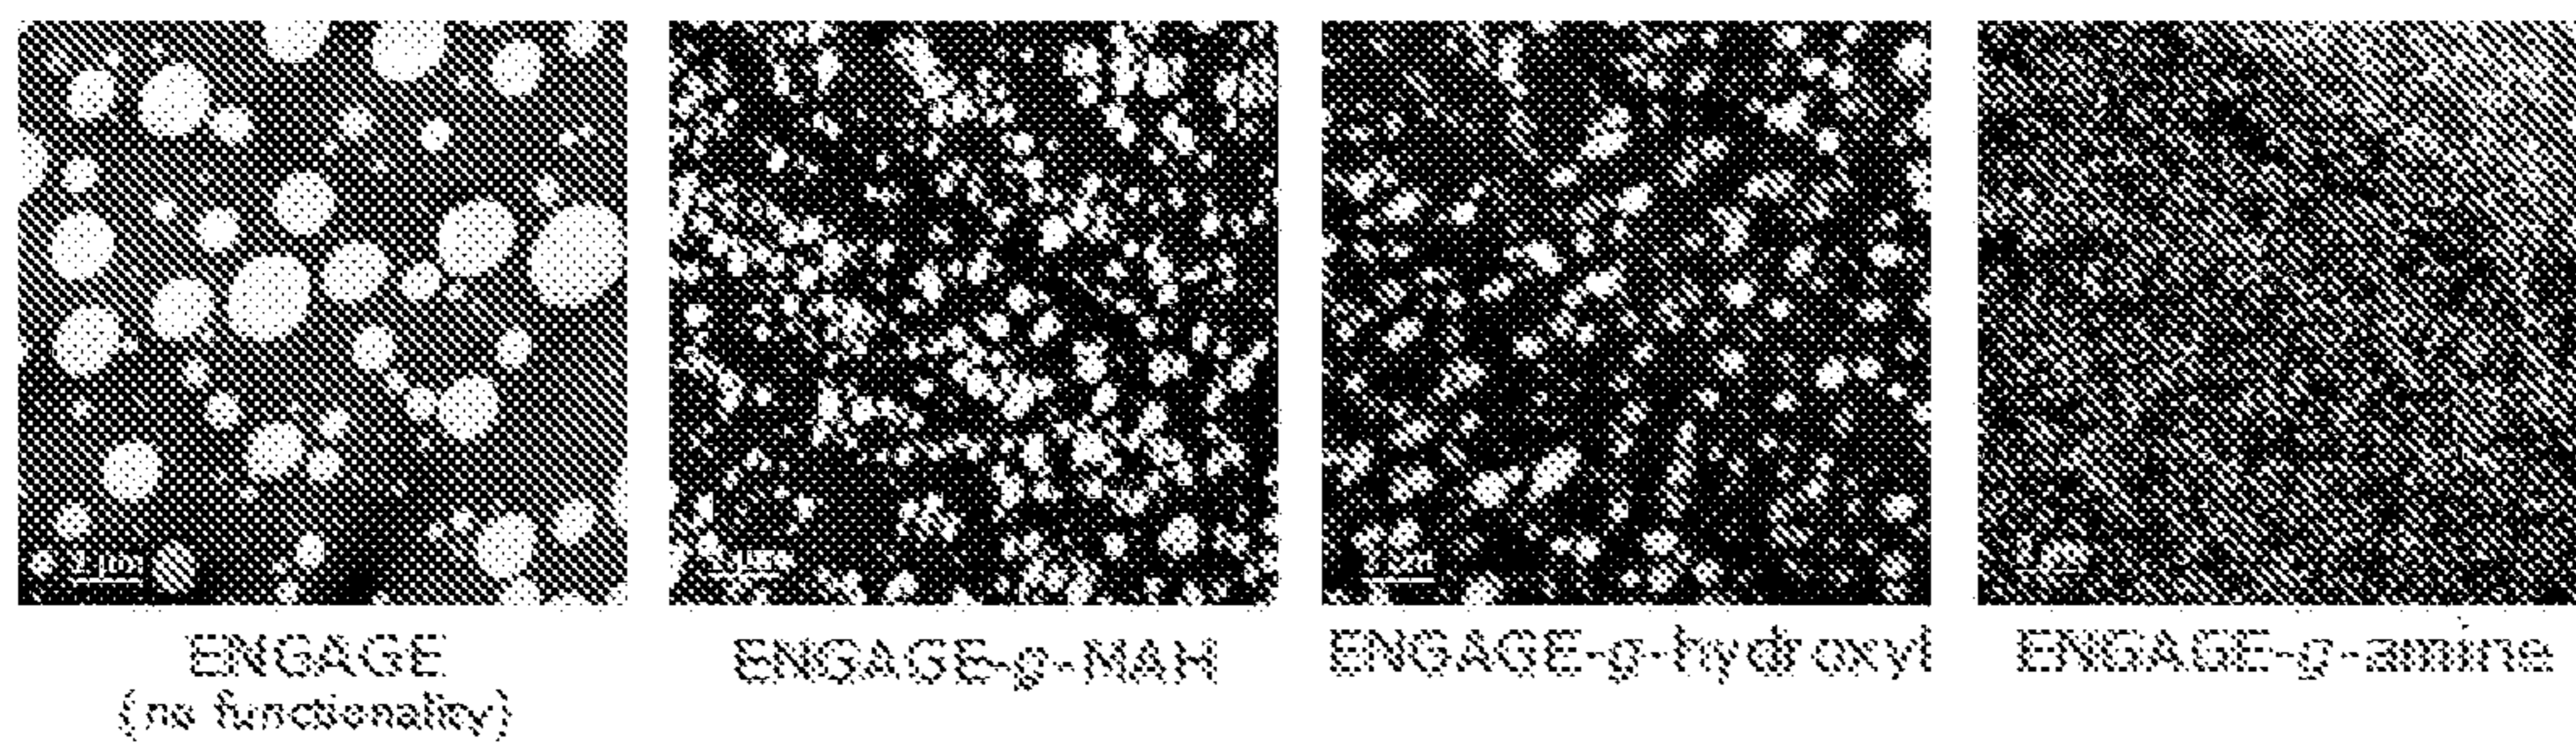 1 µm
ENGAGE
(no functionality)
ENGAGE-g-MAH
ENGAGE-g-hydroxyl
ENGAGE-g-amine